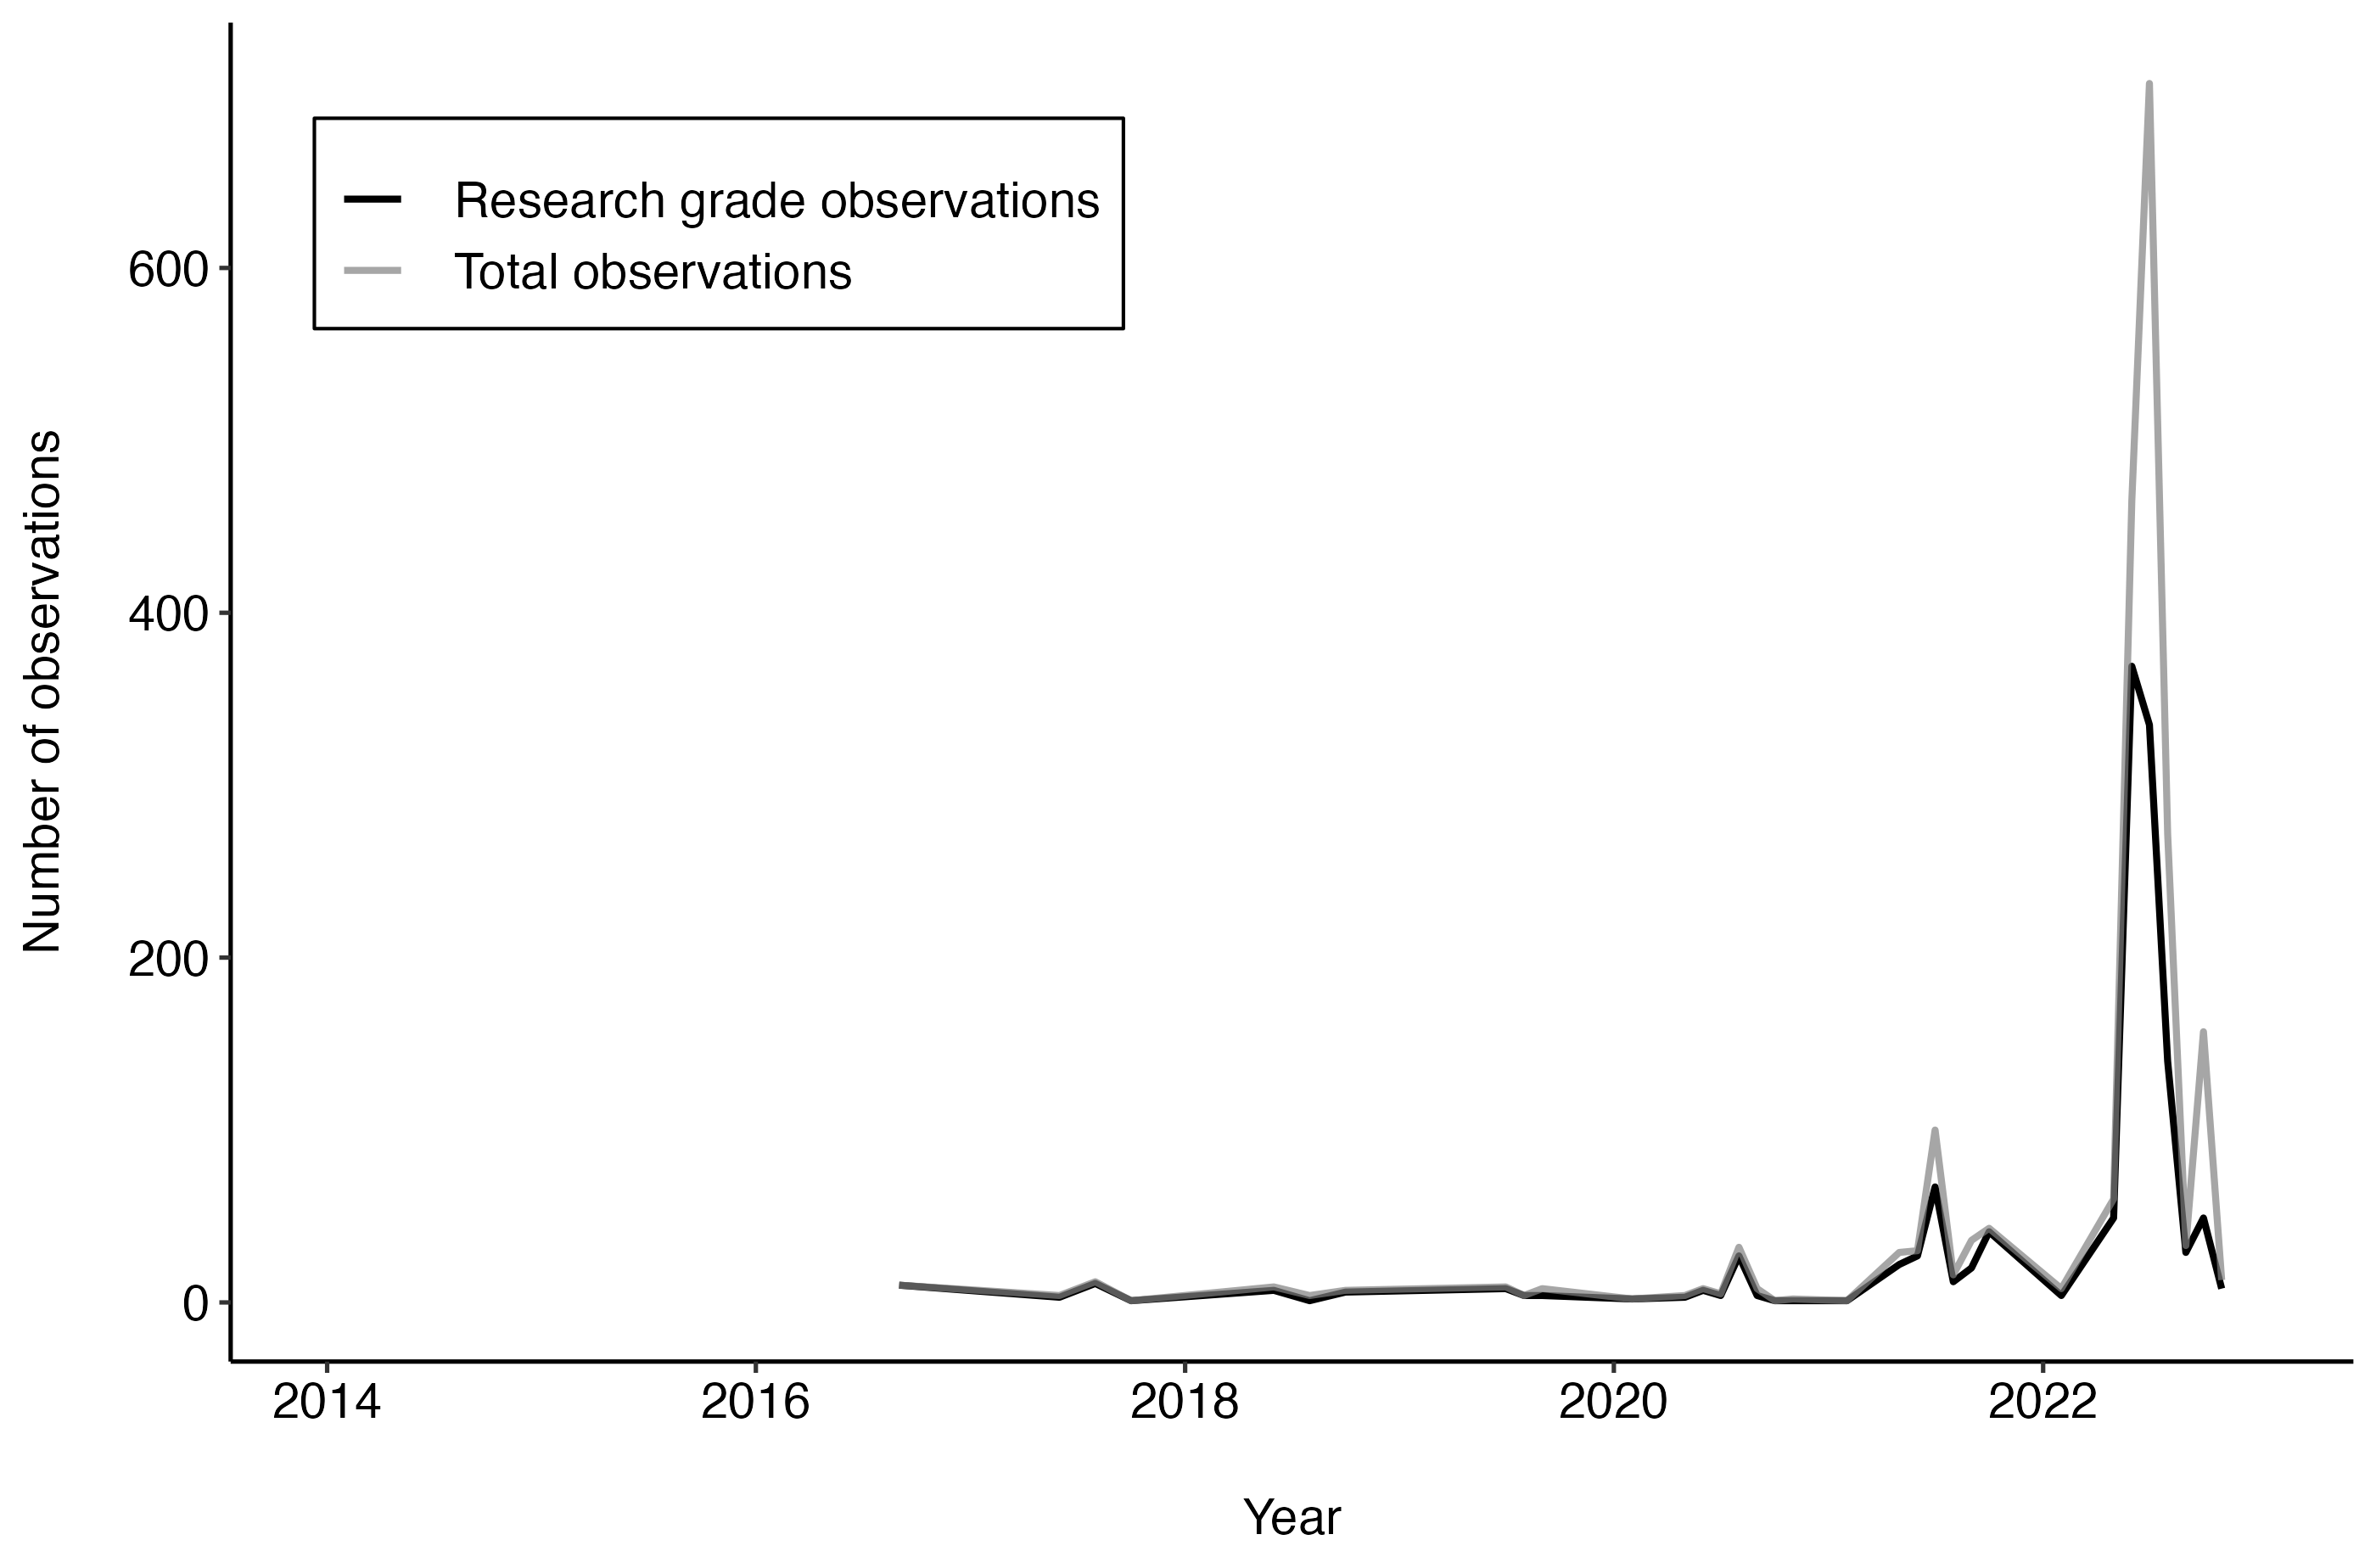 Research grade observations
Total observations
Number of observations
600
400
200
0
2014 2016 2018 2020 2022
Year